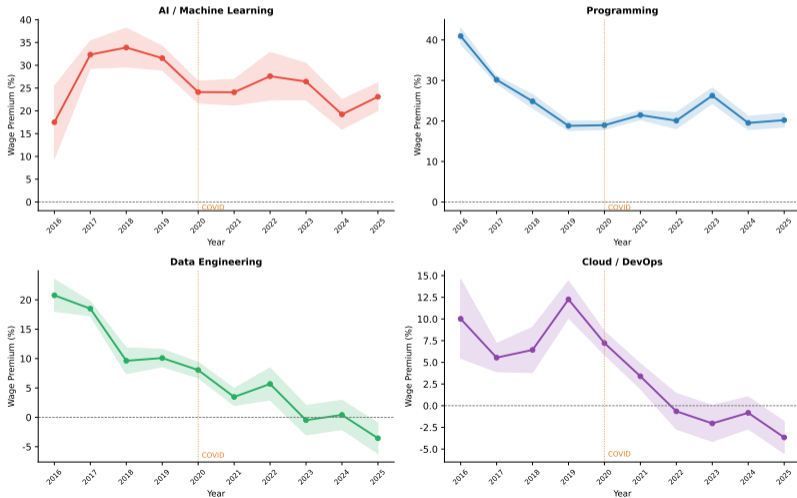 AI / Machine Learning
Wage Premium (%)
40
35
30
25
20
15
10
5
0
COVID
2016 2017 2018 2019 2020 2021 2022 2023 2024 2025
Year
Programming
Wage Premium (%)
40
30
20
10
0
COVID
2016 2017 2018 2019 2020 2021 2022 2023 2024 2025
Year
Data Engineering
Wage Premium (%)
20
15
10
5
0
-5
COVID
2016 2017 2018 2019 2020 2021 2022 2023 2024 2025
Year
Cloud / DevOps
Wage Premium (%)
15.0
12.5
10.0
7.5
5.0
2.5
0.0
-2.5
-5.0
COVID
2016 2017 2018 2019 2020 2021 2022 2023 2024 2025
Year